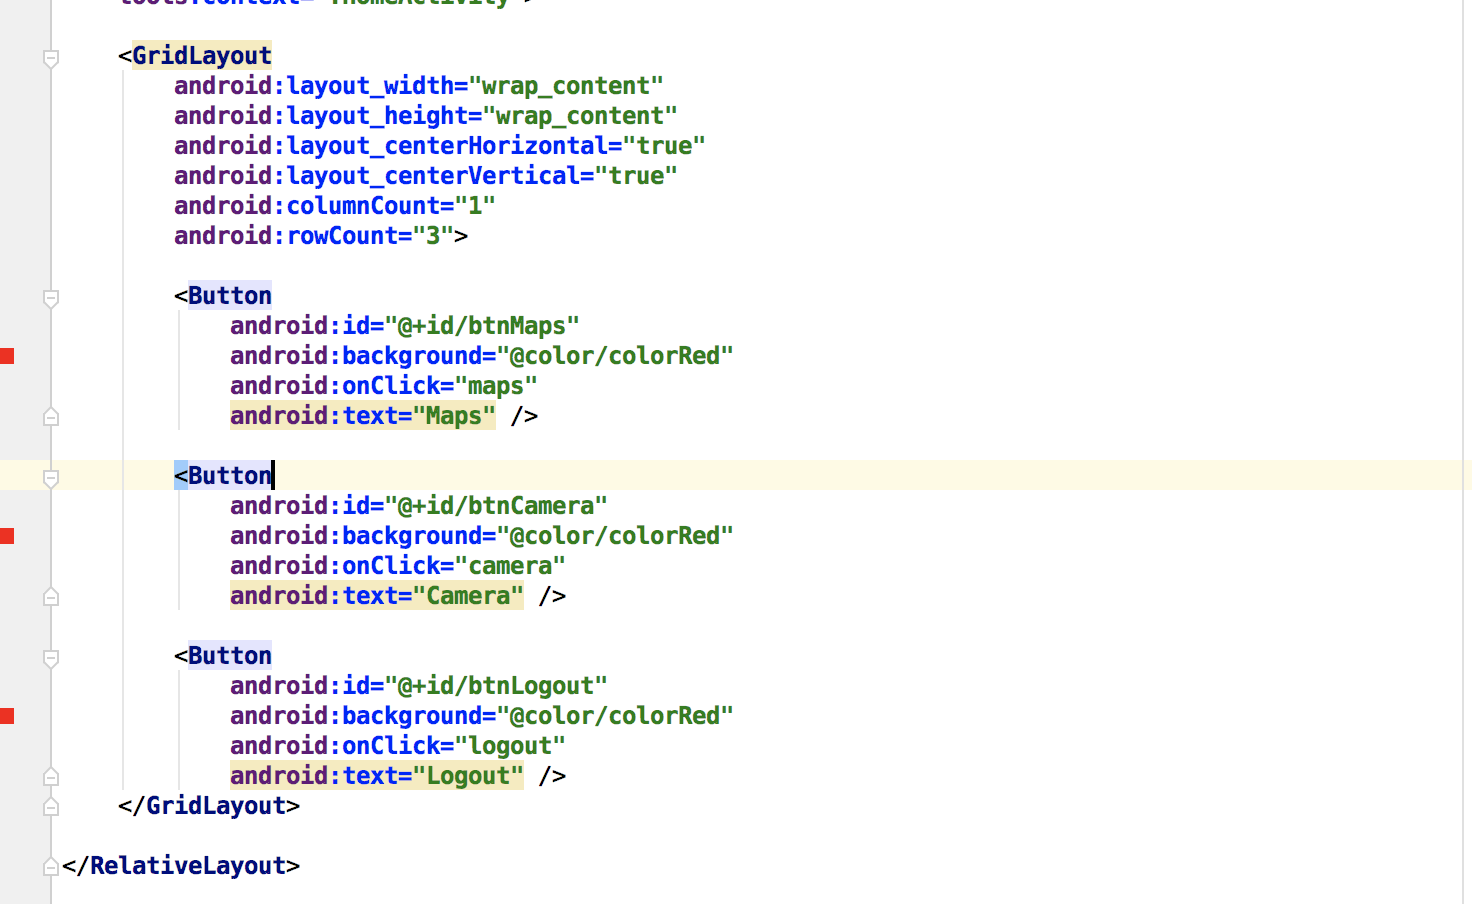 tools:context=".HomeActivity">
<GridLayout
android:layout_width="wrap_content"
android:layout_height="wrap_content"
android:layout_centerHorizontal="true"
android:layout_centerVertical="true"
android:columnCount="1"
android:rowCount="3">
<Button
android:id="@+id/btnMaps"
android:background="@color/colorRed"
android:onClick="maps"
android:text="Maps" />
<Button
android:id="@+id/btnCamera"
android:background="@color/colorRed"
android:onClick="camera"
android:text="Camera" />
<Button
android:id="@+id/btnLogout"
android:background="@color/colorRed"
android:onClick="logout"
android:text="Logout" />
</GridLayout>
</RelativeLayout>